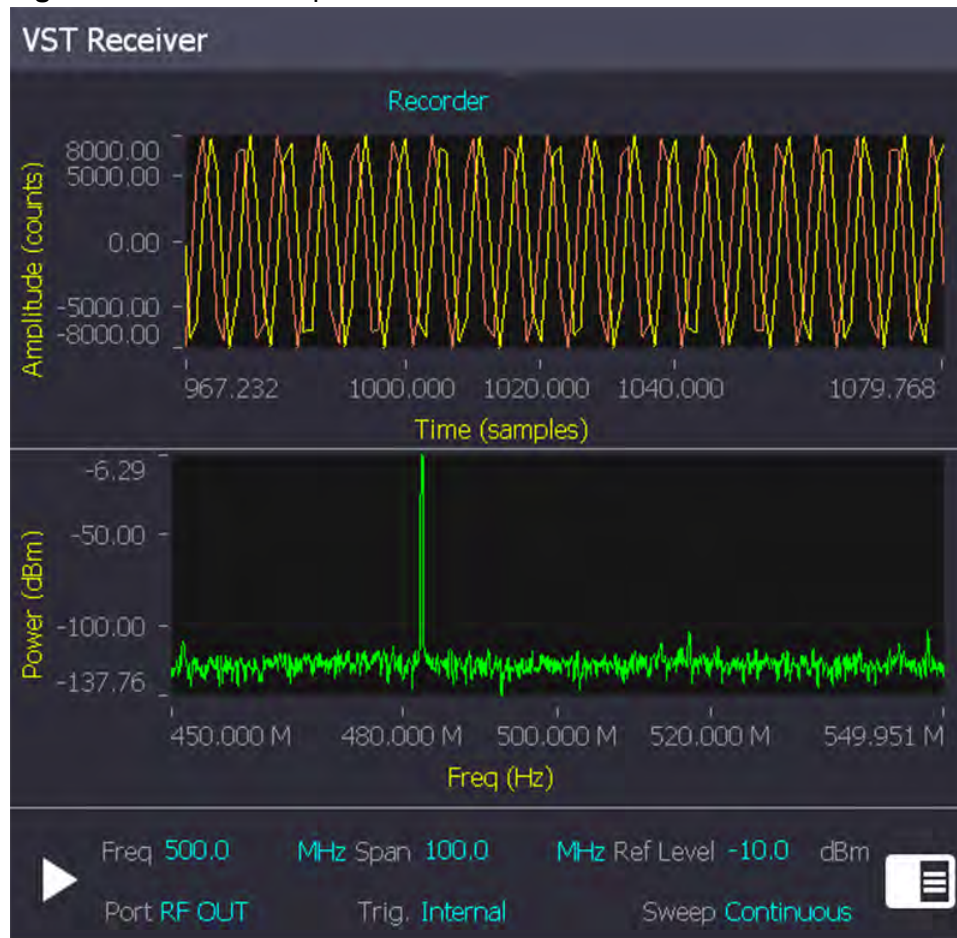 VST Receiver
Recorder
Amplitude (counts)
8000.00
5000.00
0.00
-5000.00
-8000.00
967.232 1000.000 1020.000 1040.000 1079.768
Time (samples)
Power (dBm)
-6.29
-50.00
-100.00
-137.76
450.000 M 480.000 M 500.000 M 520.000 M 549.951 M
Freq (Hz)
Freq 500.0 MHz Span 100.0 MHz Ref Level -10.0 dBm
Port RF OUT Trig. Internal Sweep Continuous